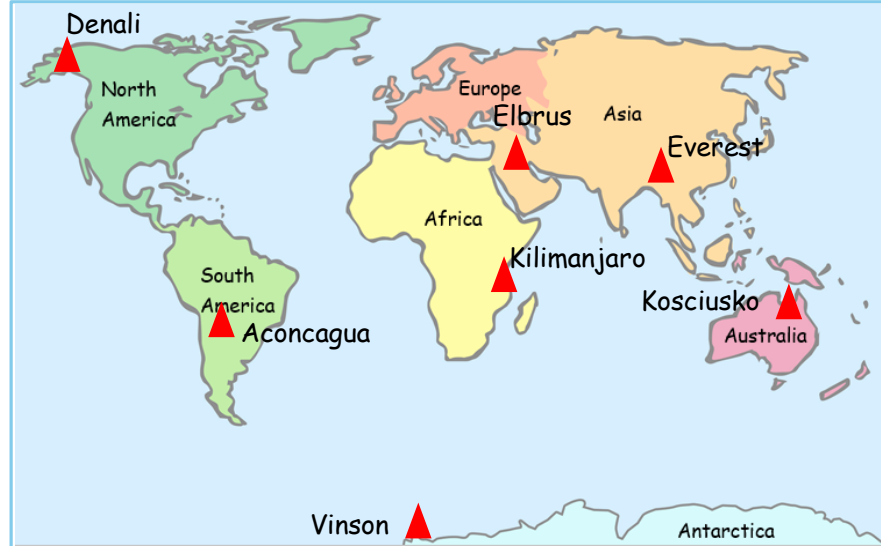 Denali
North
America
Europe
Elbrus
Asia
Everest
Africa
Kilimanjaro
South
America
Aconcagua
Kosciusko
Australia
Vinson
Antarctica